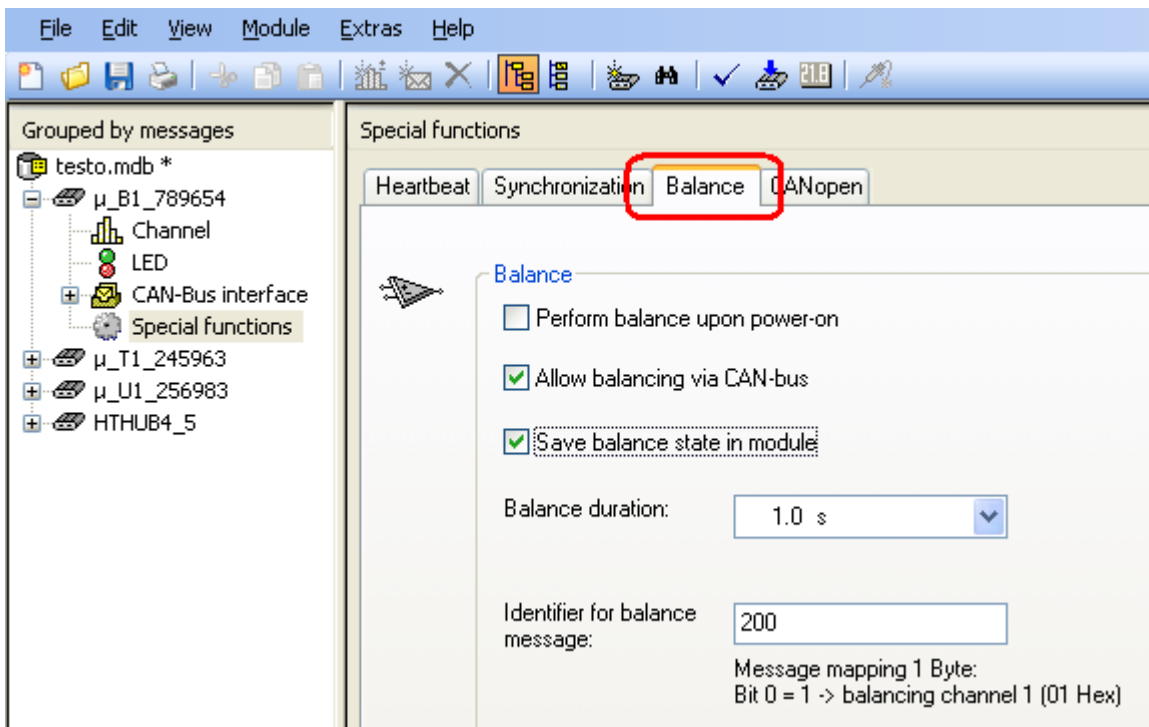 File Edit View Module Extras Help
21.8
Grouped by messages
testo.mdb *
μ_B1_789654
Channel
LED
CAN-Bus interface
Special functions
μ_T1_245963
μ_U1_256983
HTHUB4_5
Special functions
Heartbeat Synchronization Balance CANopen
Balance
Perform balance upon power-on
Allow balancing via CAN-bus
Save balance state in module
Balance duration: 1.0 s
Identifier for balance
message:
200
Message mapping 1 Byte:
Bit 0 = 1 -> balancing channel 1 (01 Hex)